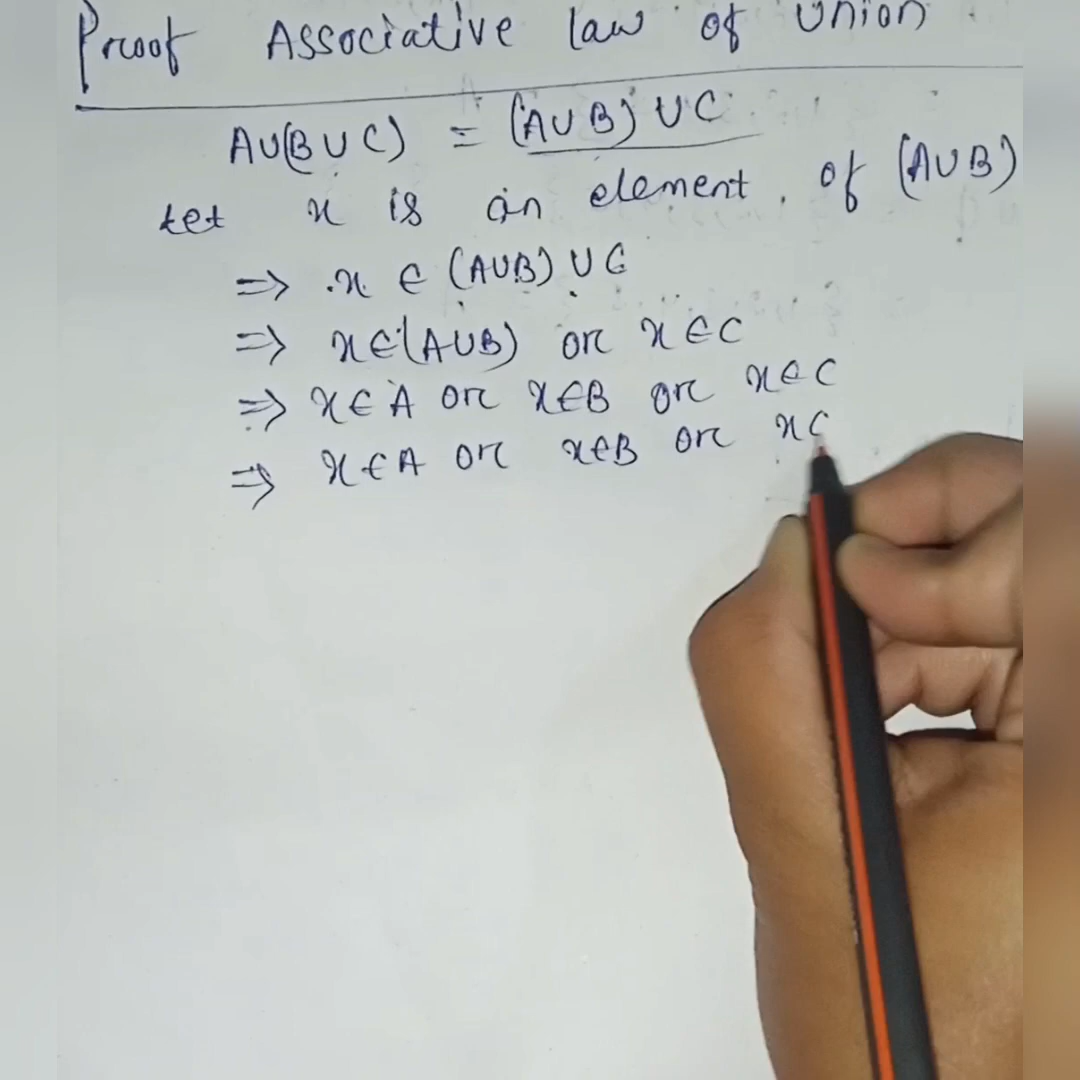 Proof Associative law of union
A∪(B∪C) = (A∪B)∪C
Let x is an element of (A∪B)
⇒ x ∈ (A∪B)∪C
⇒ x∈(A∪B) or x∈C
⇒ x∈A or x∈B or x∈C
⇒ x∈A or x∈B or x